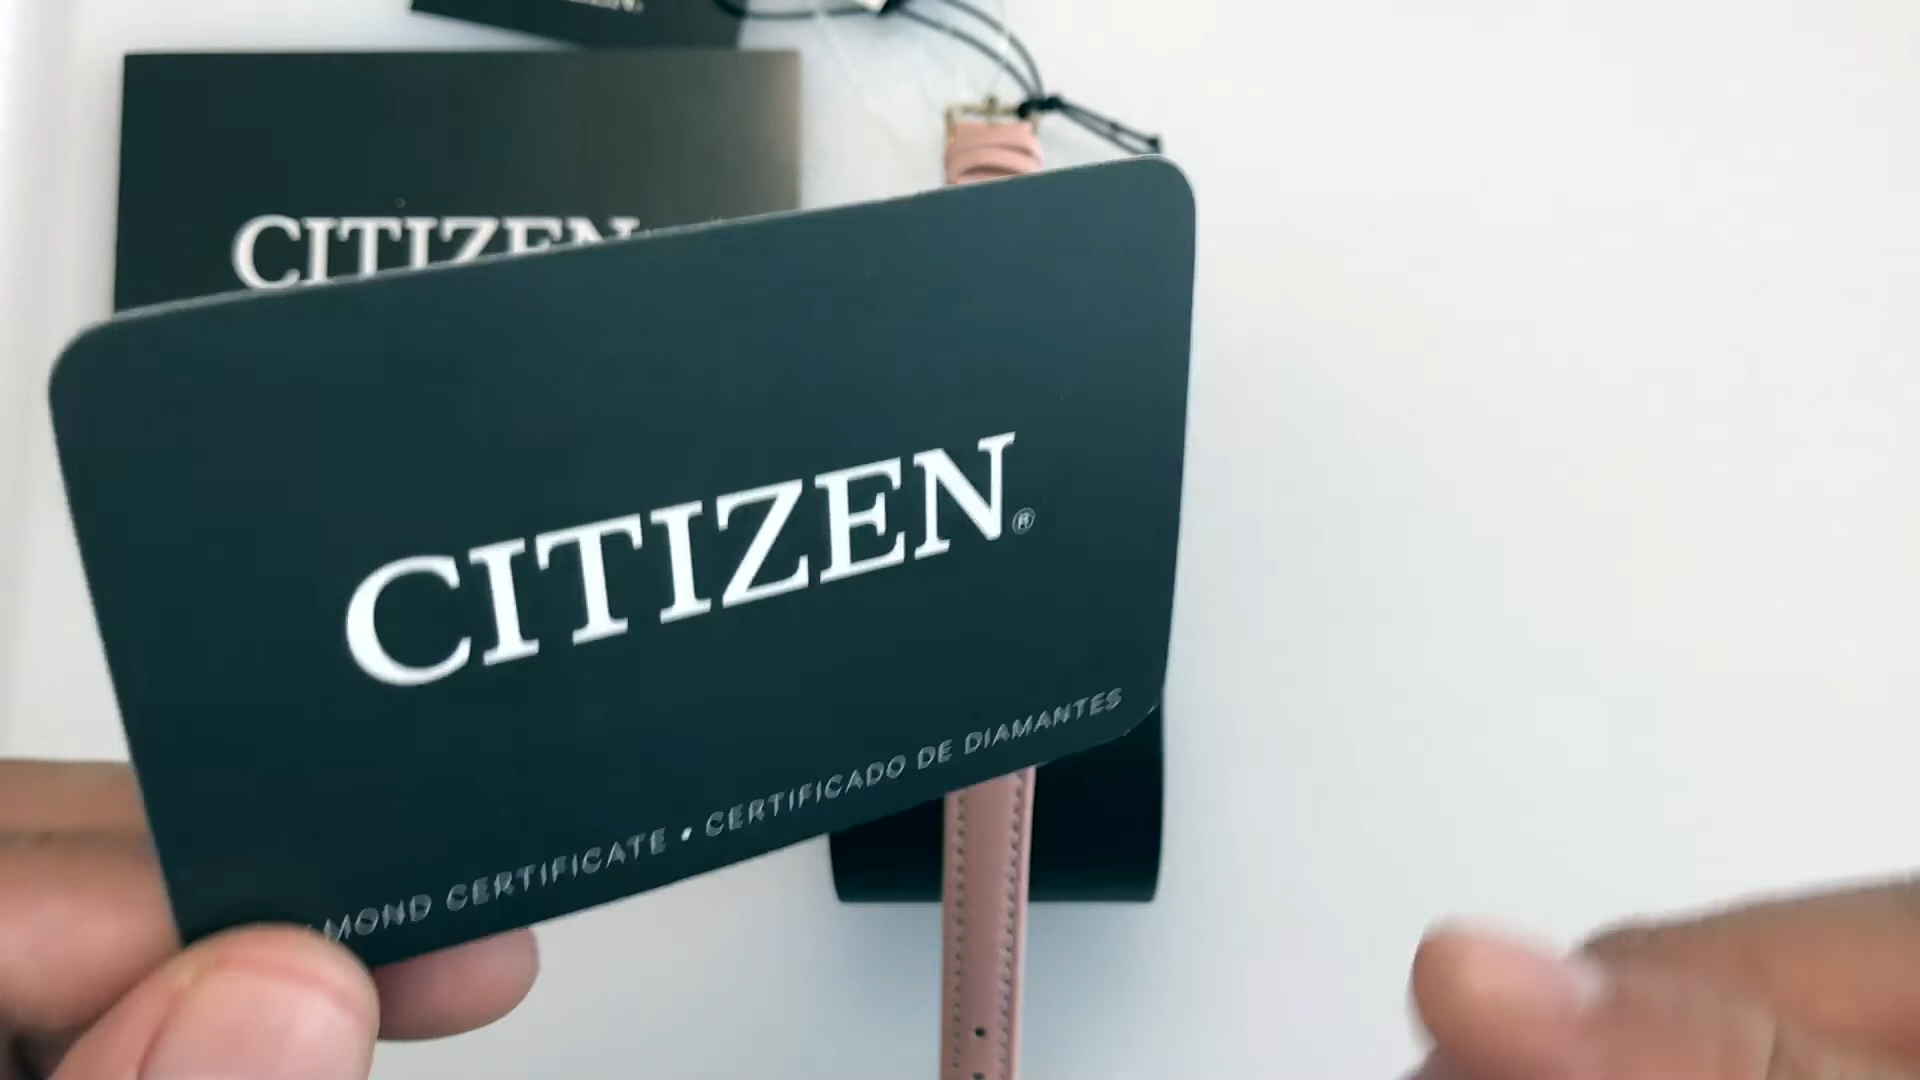 CITIZEN
CITIZEN®
MOND CERTIFICATE • CERTIFICADO DE DIAMANTES